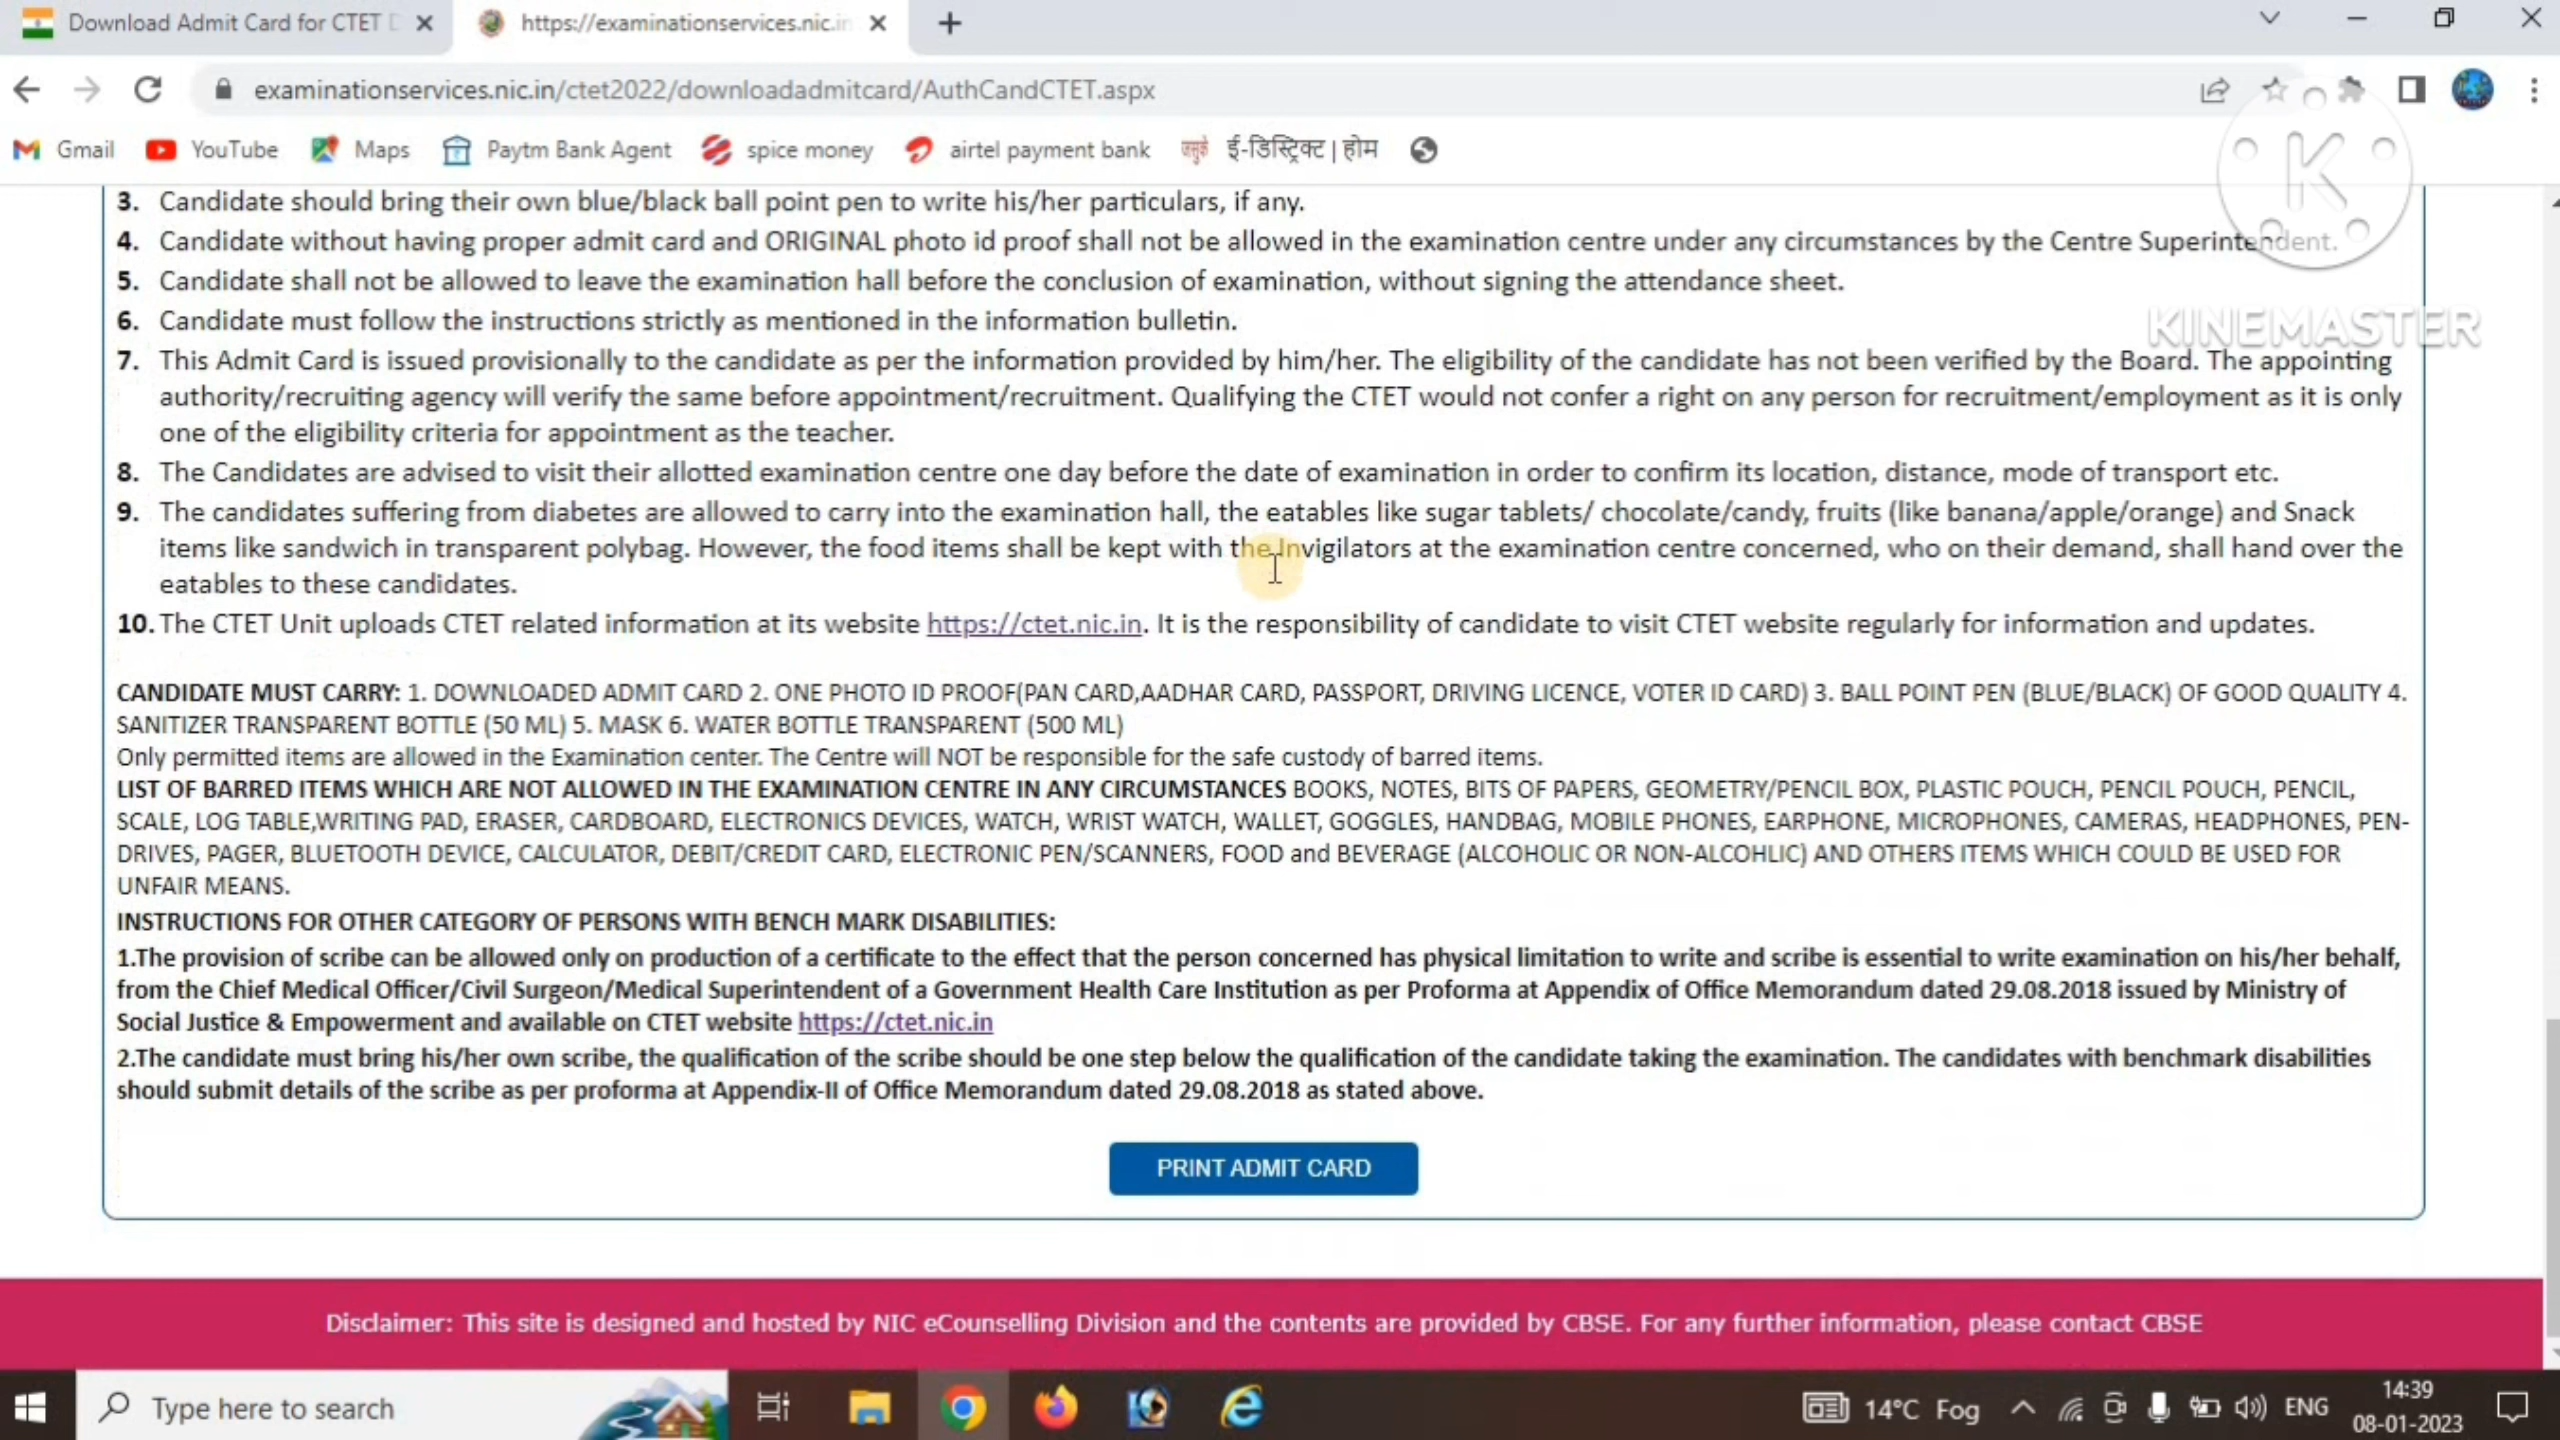 Download Admit Card for CTET D
https://examinationservices.nic.in
examinationservices.nic.in/ctet2022/downloadadmitcard/AuthCandCTET.aspx
Gmail YouTube Maps Paytm Bank Agent spice money airtel payment bank ई-डिस्ट्रिक्ट | होम
K
KINEMASTER
3. Candidate should bring their own blue/black ball point pen to write his/her particulars, if any.
4. Candidate without having proper admit card and ORIGINAL photo id proof shall not be allowed in the examination centre under any circumstances by the Centre Superintendent.
5. Candidate shall not be allowed to leave the examination hall before the conclusion of examination, without signing the attendance sheet.
6. Candidate must follow the instructions strictly as mentioned in the information bulletin.
7. This Admit Card is issued provisionally to the candidate as per the information provided by him/her. The eligibility of the candidate has not been verified by the Board. The appointing
authority/recruiting agency will verify the same before appointment/recruitment. Qualifying the CTET would not confer a right on any person for recruitment/employment as it is only
one of the eligibility criteria for appointment as the teacher.
8. The Candidates are advised to visit their allotted examination centre one day before the date of examination in order to confirm its location, distance, mode of transport etc.
9. The candidates suffering from diabetes are allowed to carry into the examination hall, the eatables like sugar tablets/ chocolate/candy, fruits (like banana/apple/orange) and Snack
items like sandwich in transparent polybag. However, the food items shall be kept with the Invigilators at the examination centre concerned, who on their demand, shall hand over the
eatables to these candidates.
10. The CTET Unit uploads CTET related information at its website https://ctet.nic.in. It is the responsibility of candidate to visit CTET website regularly for information and updates.
CANDIDATE MUST CARRY: 1. DOWNLOADED ADMIT CARD 2. ONE PHOTO ID PROOF(PAN CARD,AADHAR CARD, PASSPORT, DRIVING LICENCE, VOTER ID CARD) 3. BALL POINT PEN (BLUE/BLACK) OF GOOD QUALITY 4.
SANITIZER TRANSPARENT BOTTLE (50 ML) 5. MASK 6. WATER BOTTLE TRANSPARENT (500 ML)
Only permitted items are allowed in the Examination center. The Centre will NOT be responsible for the safe custody of barred items.
LIST OF BARRED ITEMS WHICH ARE NOT ALLOWED IN THE EXAMINATION CENTRE IN ANY CIRCUMSTANCES BOOKS, NOTES, BITS OF PAPERS, GEOMETRY/PENCIL BOX, PLASTIC POUCH, PENCIL POUCH, PENCIL,
SCALE, LOG TABLE,WRITING PAD, ERASER, CARDBOARD, ELECTRONICS DEVICES, WATCH, WRIST WATCH, WALLET, GOGGLES, HANDBAG, MOBILE PHONES, EARPHONE, MICROPHONES, CAMERAS, HEADPHONES, PEN-
DRIVES, PAGER, BLUETOOTH DEVICE, CALCULATOR, DEBIT/CREDIT CARD, ELECTRONIC PEN/SCANNERS, FOOD and BEVERAGE (ALCOHOLIC OR NON-ALCOHLIC) AND OTHERS ITEMS WHICH COULD BE USED FOR
UNFAIR MEANS.
INSTRUCTIONS FOR OTHER CATEGORY OF PERSONS WITH BENCH MARK DISABILITIES:
1.The provision of scribe can be allowed only on production of a certificate to the effect that the person concerned has physical limitation to write and scribe is essential to write examination on his/her behalf,
from the Chief Medical Officer/Civil Surgeon/Medical Superintendent of a Government Health Care Institution as per Proforma at Appendix of Office Memorandum dated 29.08.2018 issued by Ministry of
Social Justice & Empowerment and available on CTET website https://ctet.nic.in
2.The candidate must bring his/her own scribe, the qualification of the scribe should be one step below the qualification of the candidate taking the examination. The candidates with benchmark disabilities
should submit details of the scribe as per proforma at Appendix-II of Office Memorandum dated 29.08.2018 as stated above.
PRINT ADMIT CARD
Disclaimer: This site is designed and hosted by NIC eCounselling Division and the contents are provided by CBSE. For any further information, please contact CBSE
Type here to search
14°C Fog
ENG
14:39
08-01-2023